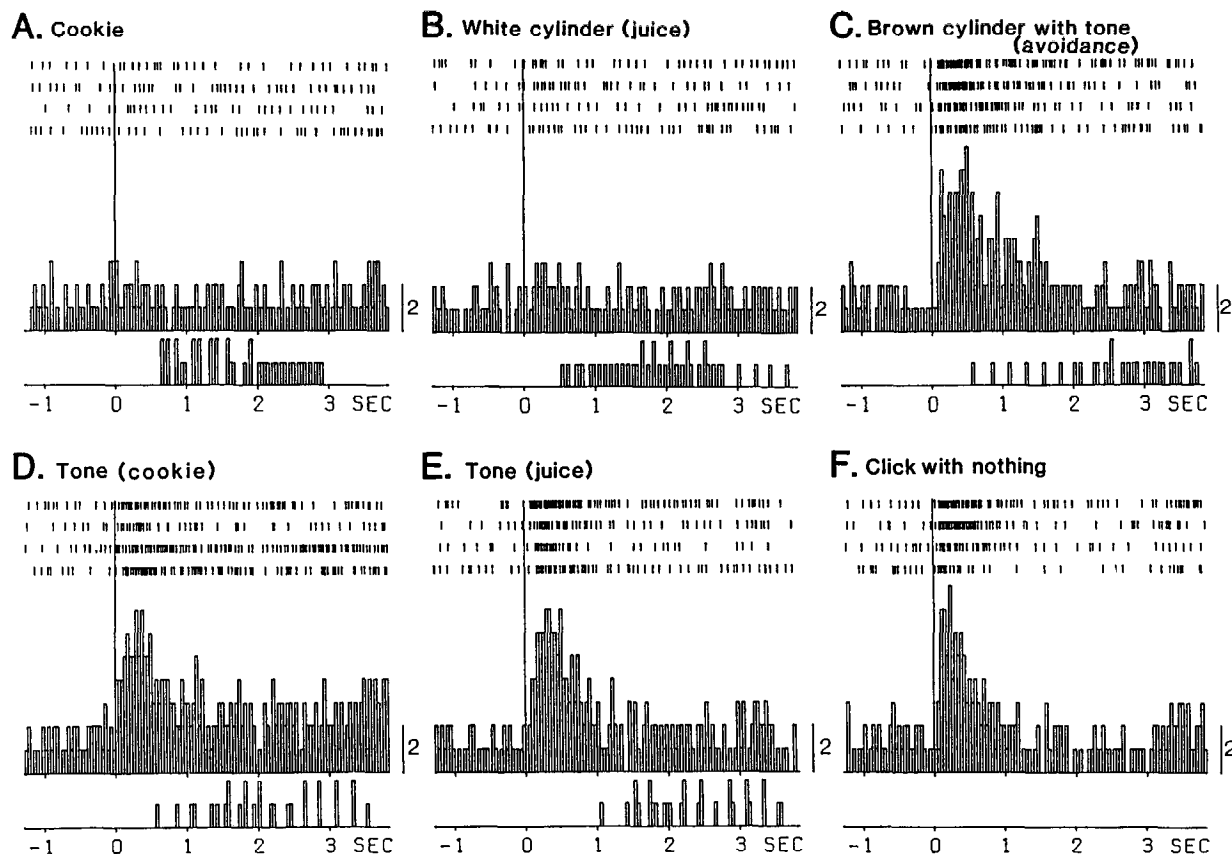 A. Cookie
B. White cylinder (juice)
C. Brown cylinder with tone
(avoidance)
2
2
2
-1 0 1 2 3 SEC
-1 0 1 2 3 SEC
-1 0 1 2 3 SEC
D. Tone (cookie)
E. Tone (juice)
F. Click with nothing
2
2
2
-1 0 1 2 3 SEC
-1 0 1 2 3 SEC
-1 0 1 2 3 SEC